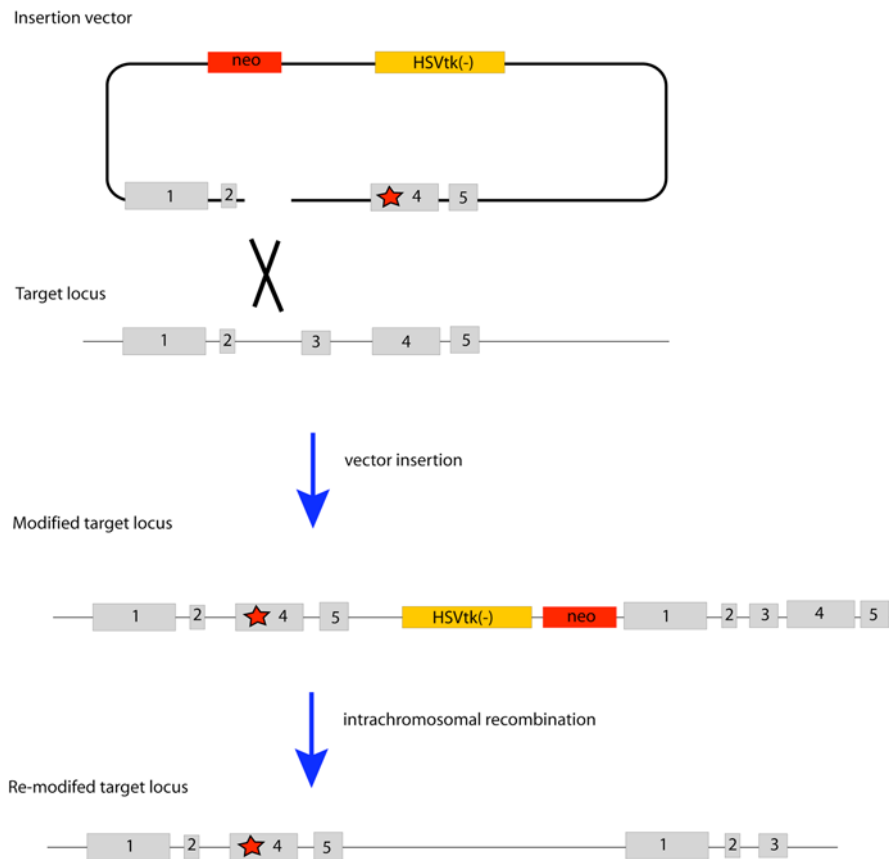 Insertion vector
neo HSVtk(-)
1 2 4 5
Target locus
1 2 3 4 5
vector insertion
Modified target locus
1 2 4 5 HSVtk(-) neo 1 2 3 4 5
intrachromosomal recombination
Re-modifed target locus
1 2 4 5 1 2 3